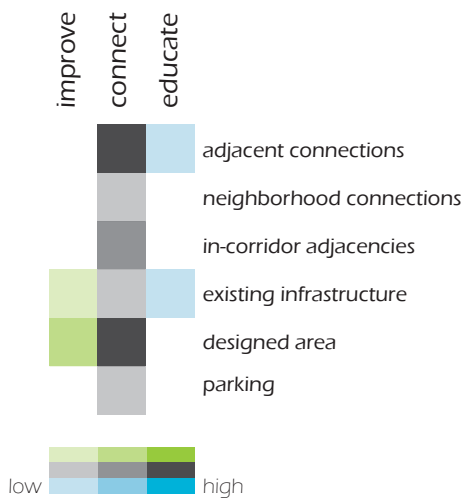 improve
connect
educate
adjacent connections
neighborhood connections
in-corridor adjacencies
existing infrastructure
designed area
parking
low
high